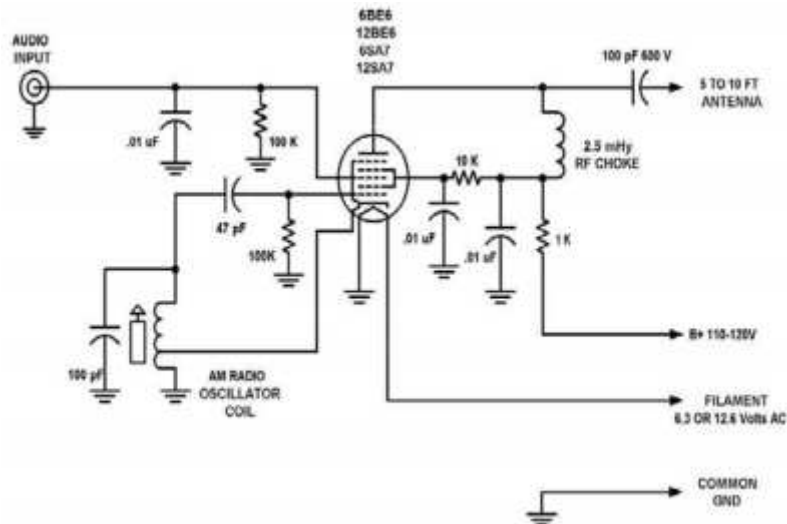 6BE6
12BE6
6SA7
12SA7
AUDIO
INPUT
100 pF 600 V
5 TO 10 FT
ANTENNA
.01 uF
100 K
2.5 mHy
RF CHOKE
10 K
47 pF
100K
.01 uF
.01 uF
1 K
B+ 110-120V
100 pF
AM RADIO
OSCILLATOR
COIL
FILAMENT
6.3 OR 12.6 Volts AC
COMMON
GND